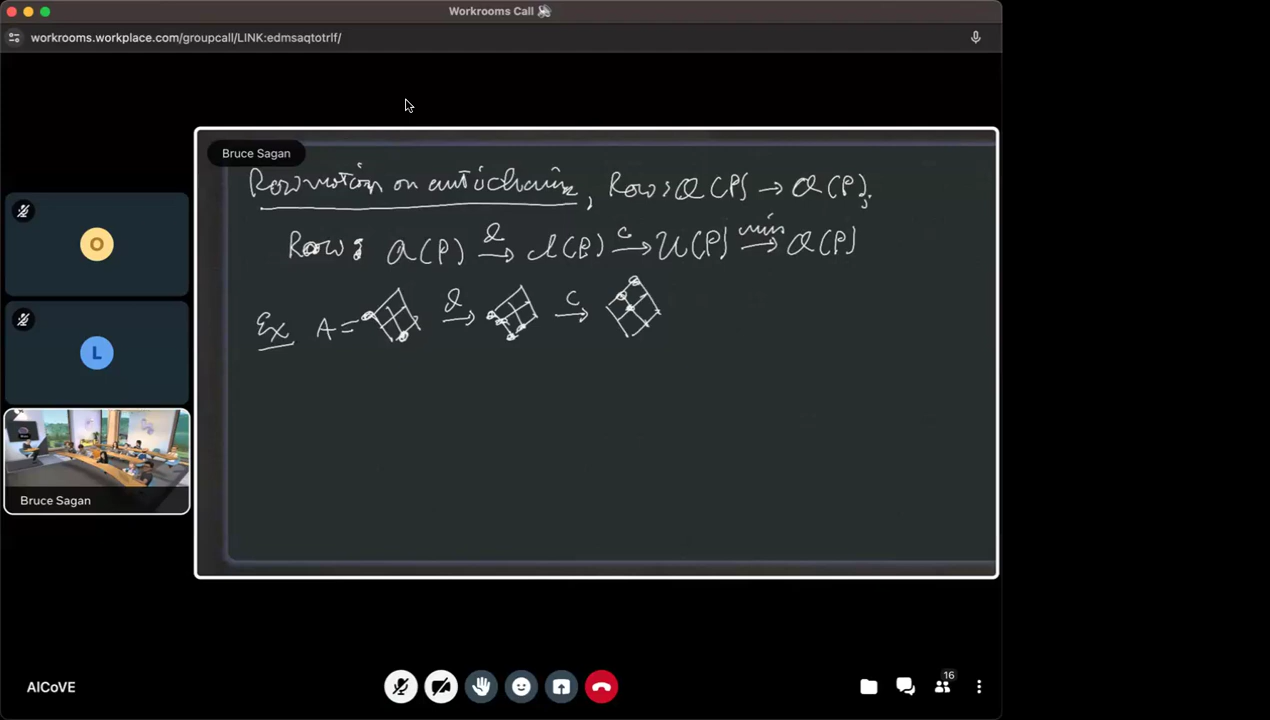 Workrooms Call
workrooms.workplace.com/groupcall/LINK:edmsaqtotrlf/
Bruce Sagan
Rowmotion on antichains, Row: 𝒜(P) → 𝒜(P).
Row: 𝒜(P) →^∂ ℐ(P) →^c 𝒰(P) →^min 𝒜(P)
Ex A = →^∂ →^c
O
L
Bruce Sagan
AICoVE
16